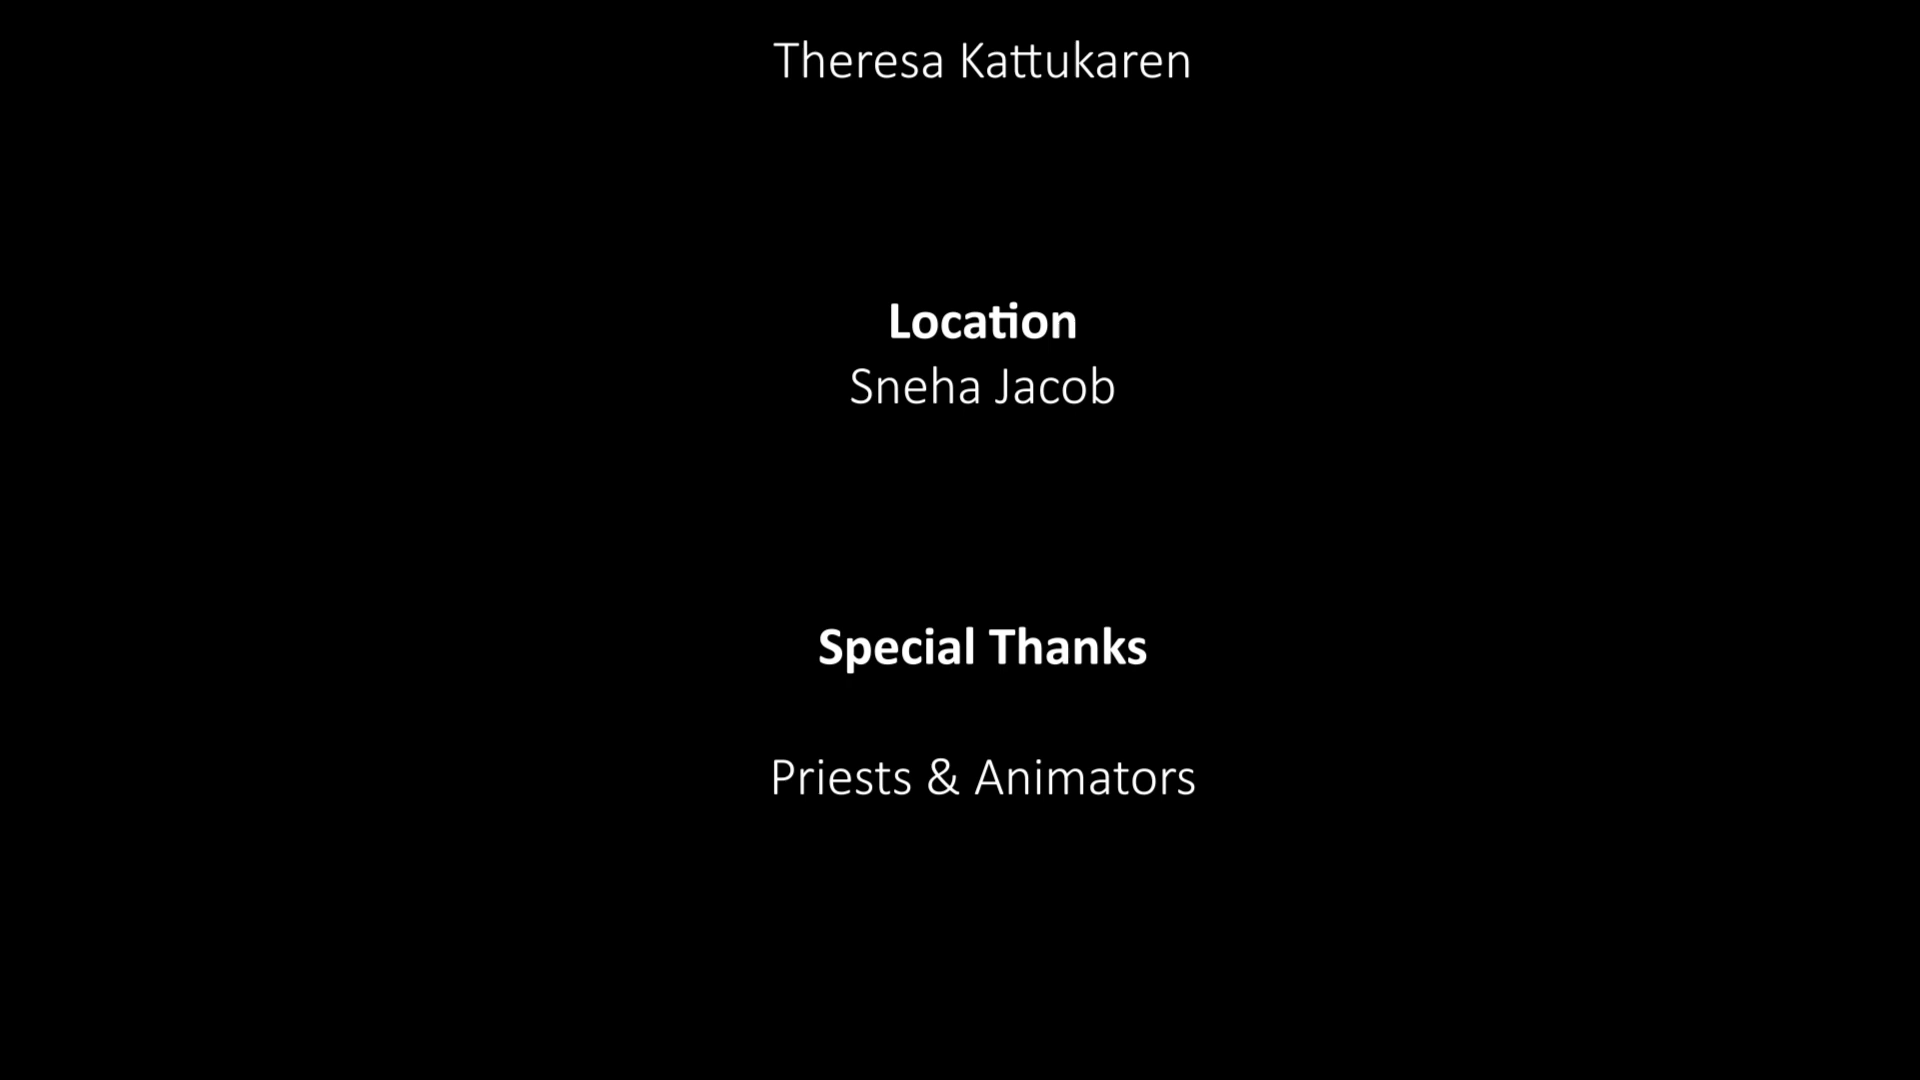 Theresa Kattukaren
Location
Sneha Jacob
Special Thanks
Priests & Animators